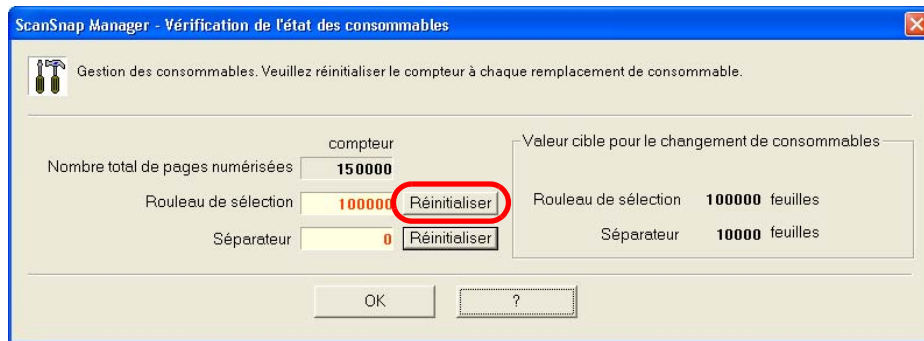 ScanSnap Manager - Vérification de l'état des consommables
Gestion des consommables. Veuillez réinitialiser le compteur à chaque remplacement de consommable.
compteur
Nombre total de pages numérisées 150000
Rouleau de sélection 100000 Réinitialiser
Séparateur 0 Réinitialiser
Valeur cible pour le changement de consommables
Rouleau de sélection 100000 feuilles
Séparateur 10000 feuilles
OK ?